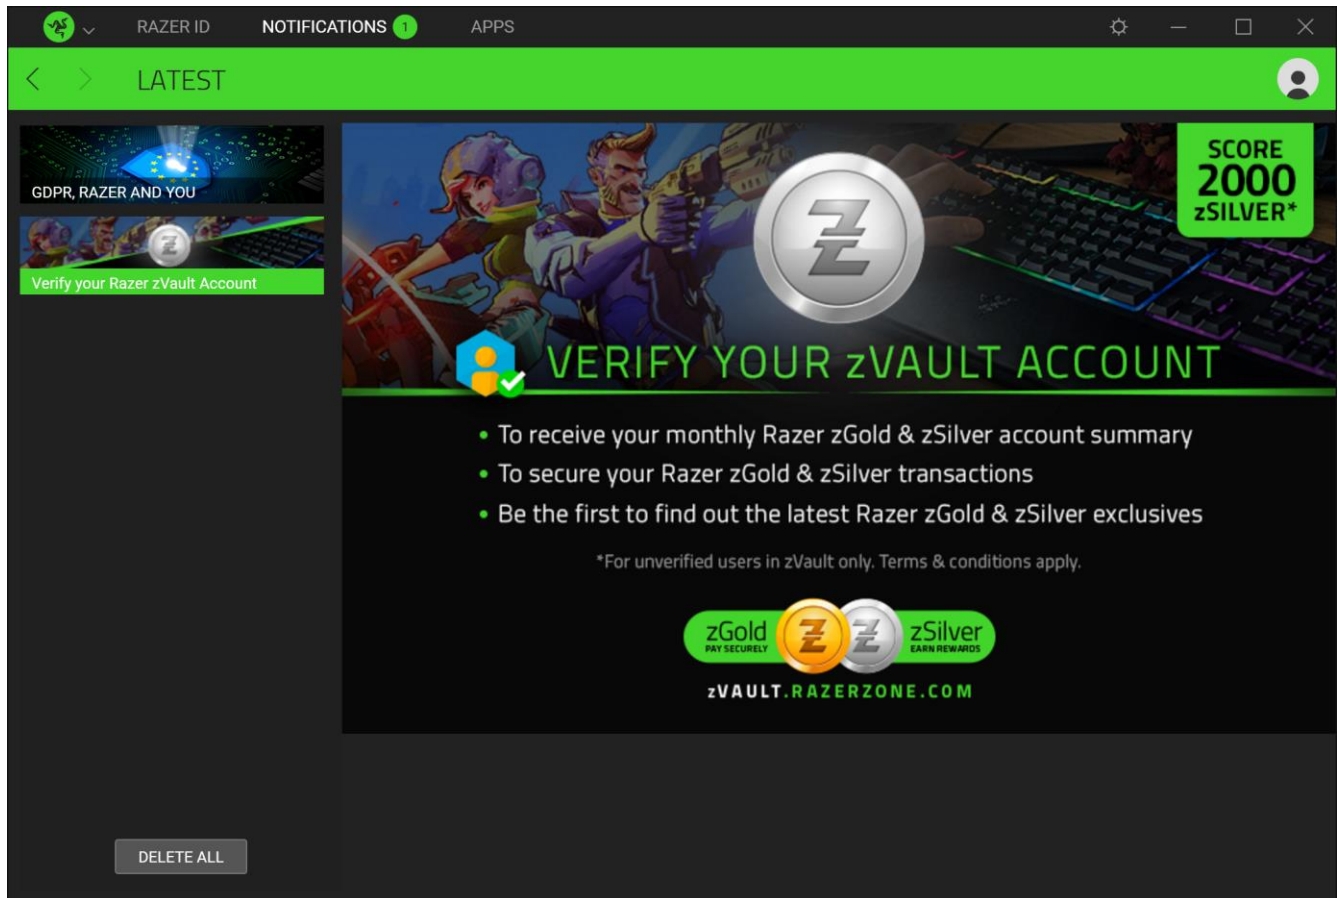 RAZER ID NOTIFICATIONS 1 APPS
LATEST
GDPR, RAZER AND YOU
Verify your Razer zVault Account
DELETE ALL
SCORE
2000
zSILVER*
VERIFY YOUR zVAULT ACCOUNT
• To receive your monthly Razer zGold & zSilver account summary
• To secure your Razer zGold & zSilver transactions
• Be the first to find out the latest Razer zGold & zSilver exclusives
*For unverified users in zVault only. Terms & conditions apply.
zGold
PAY SECURELY
zSilver
EARN REWARDS
zVAULT.RAZERZONE.COM